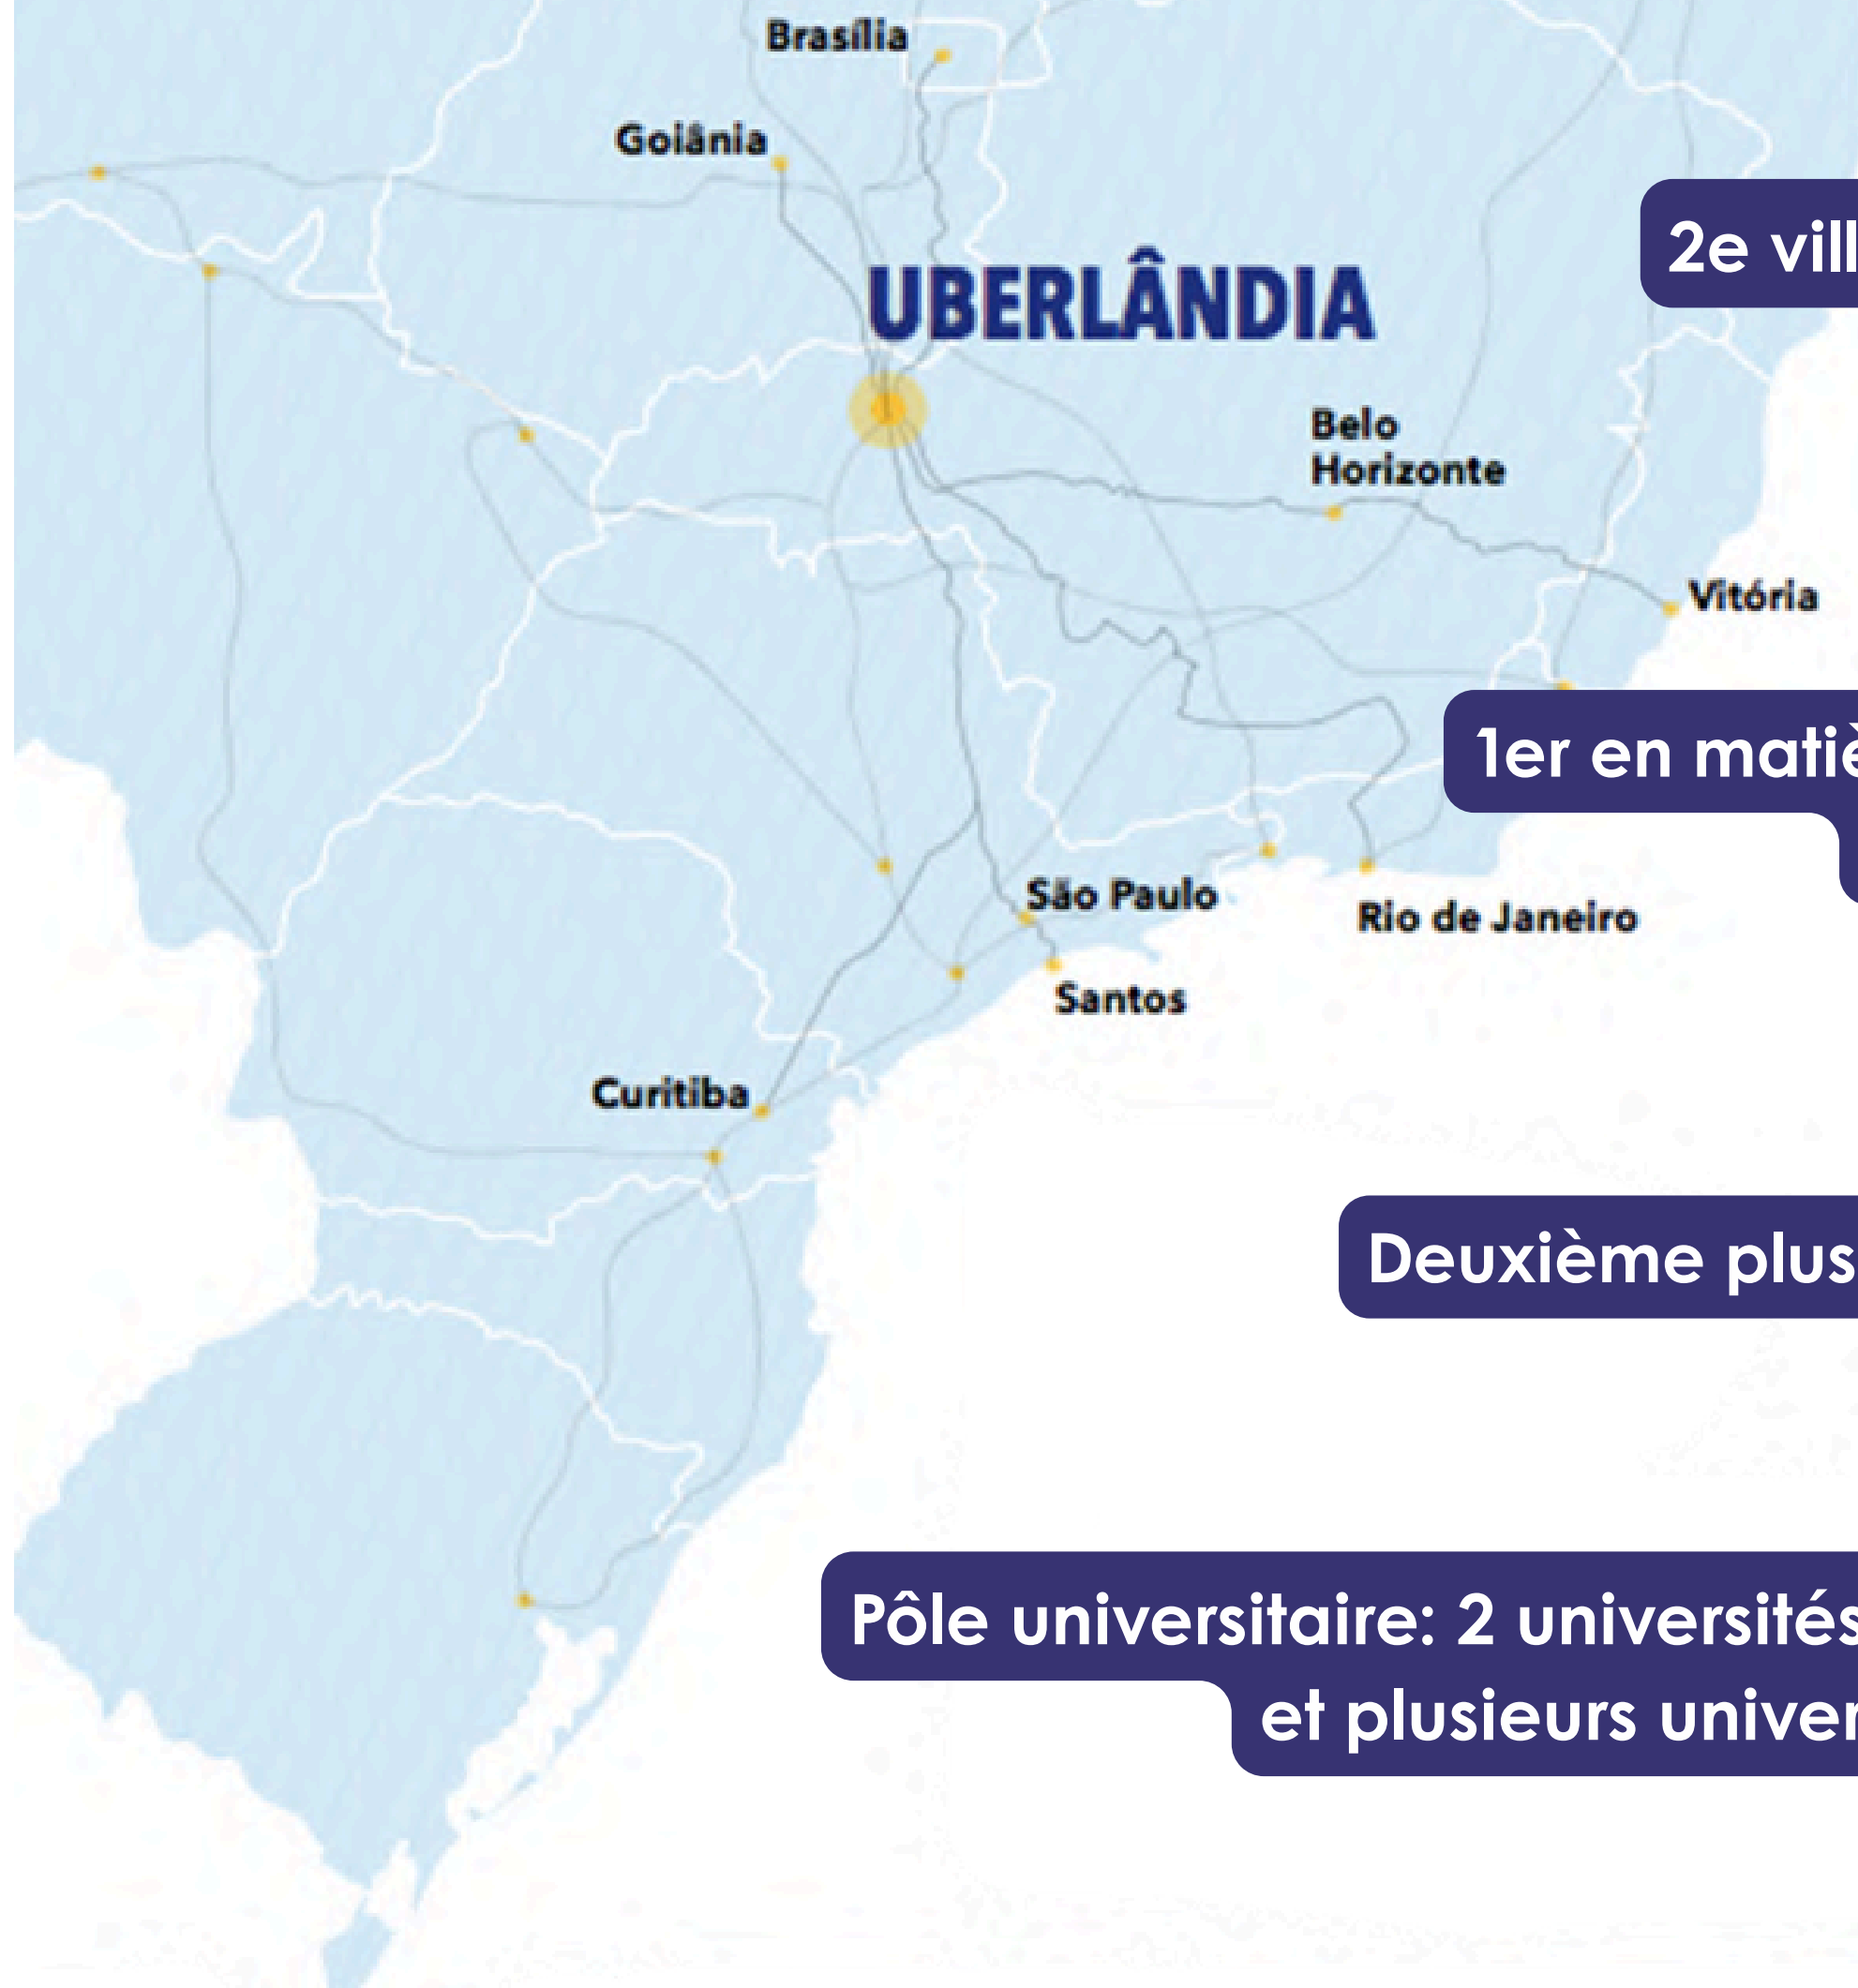 Brasília
Goiânia
2e vill
UBERLÂNDIA
Belo
Horizonte
Vitória
1er en matiè
São Paulo
Rio de Janeiro
Santos
Curitiba
Deuxième plus
Pôle universitaire: 2 universités
et plusieurs univer